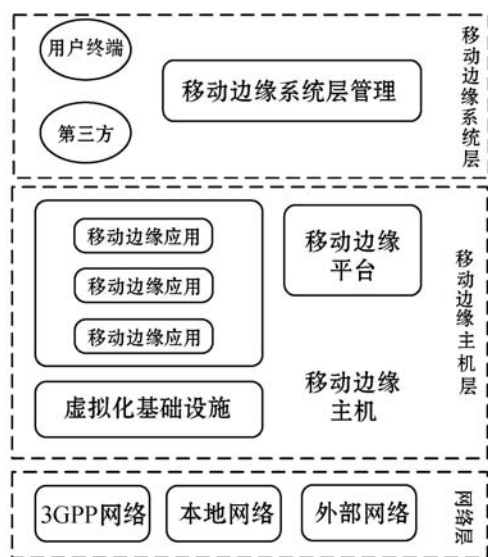 用户终端
第三方
移动边缘系统层管理
移动边缘系统层
移动边缘应用
移动边缘应用
移动边缘应用
虚拟化基础设施
移动边缘
平台
移动边缘
主机
移动边缘主机层
3GPP网络
本地网络
外部网络
网络层